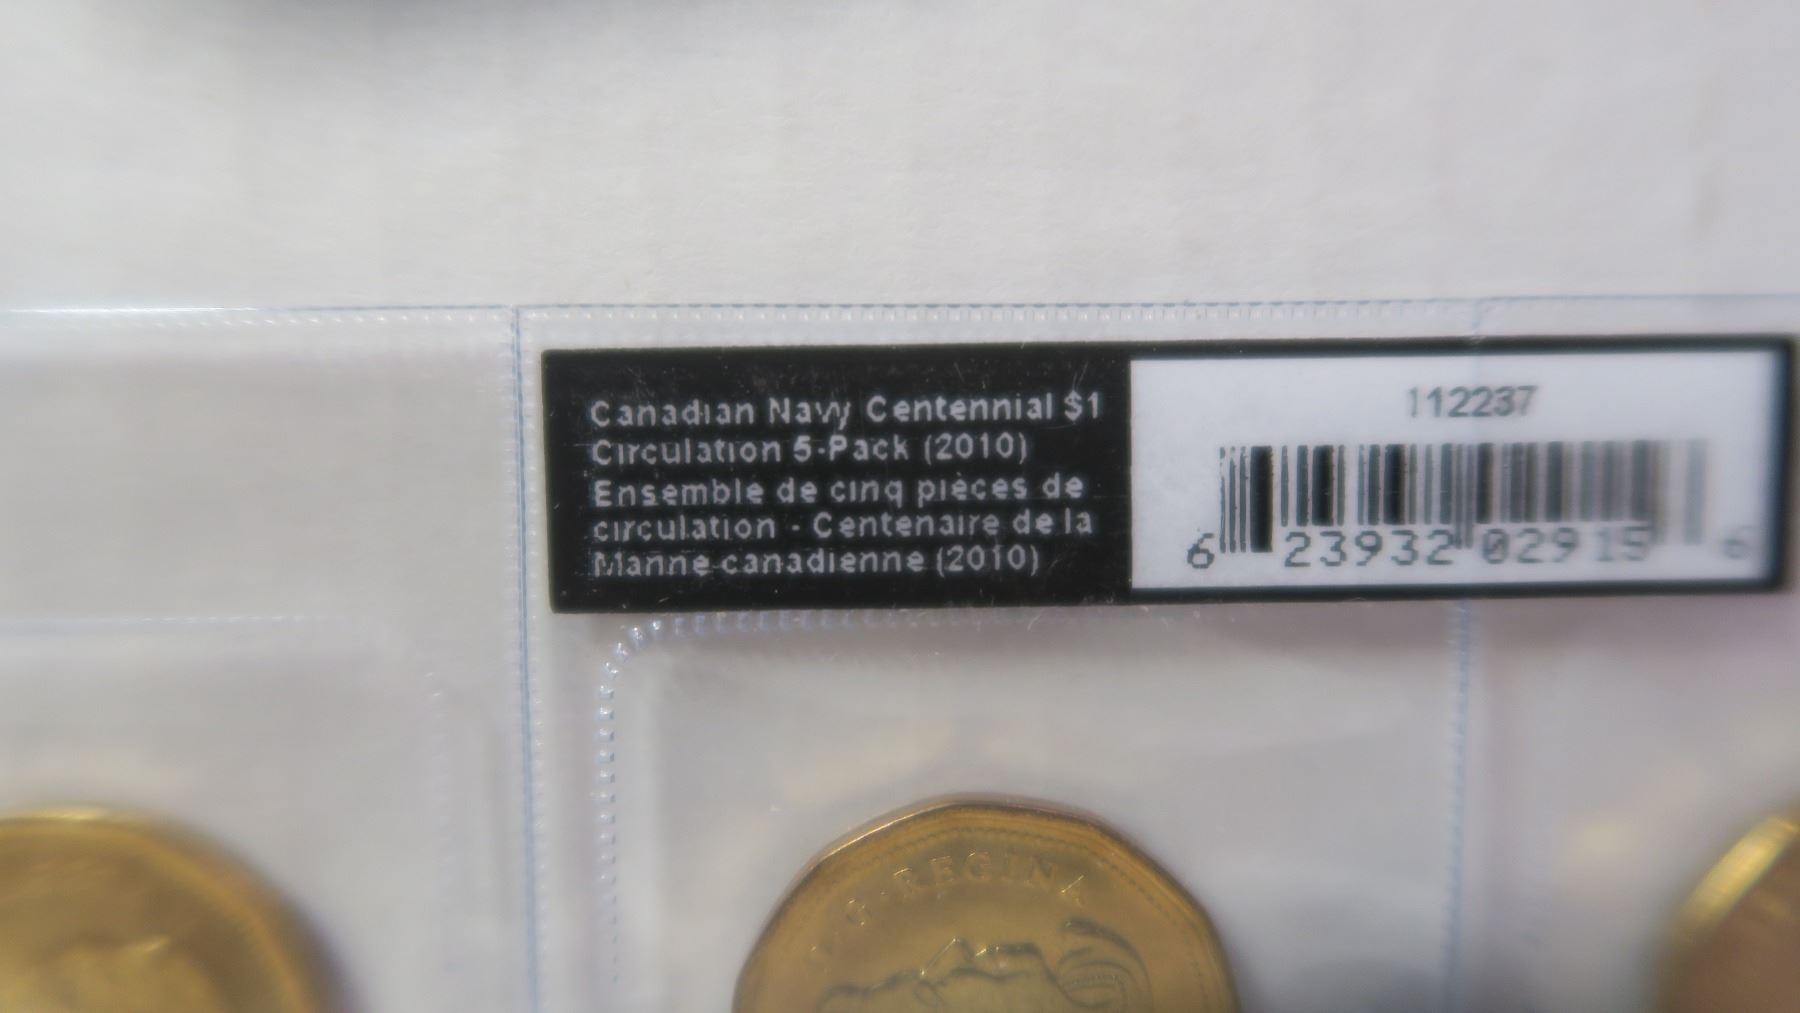 Canadian Navy Centennial $1
Circulation 5-Pack (2010)
Ensemble de cinq pièces de
circulation - Centenaire de la
Marine canadienne (2010)
112237
6 23932 02915 6
D·G·REGINA